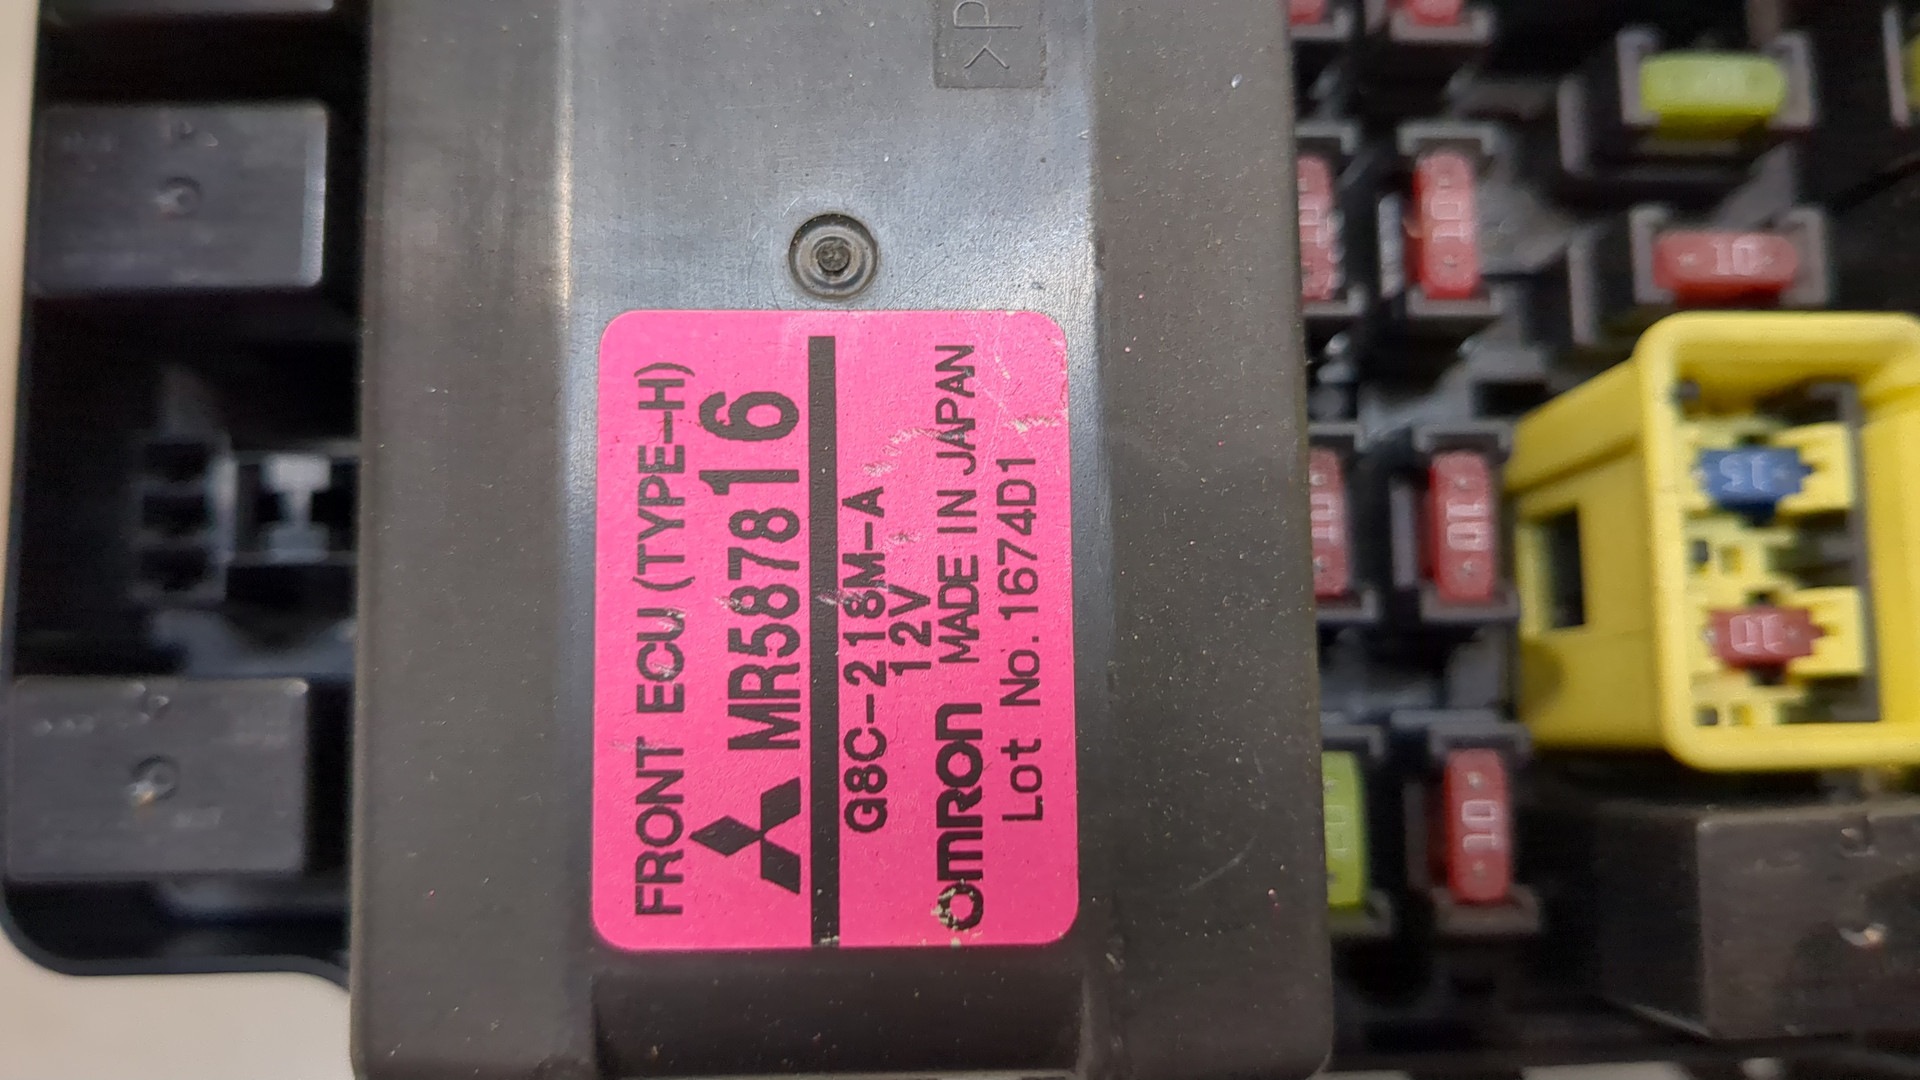 FRONT ECU (TYPE-H)
MR587816
G8C-218M-A
12V
OMRON MADE IN JAPAN
Lot No. 1674D1
>P
10
10
10
10
10
10
15
10